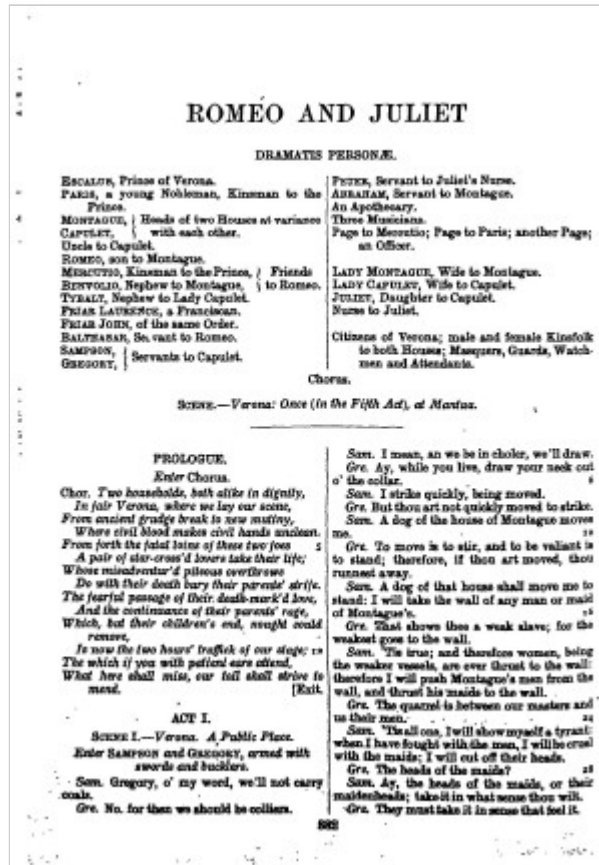 ROMEO AND JULIET
DRAMATIS PERSONÆ.
ESCALUS, Prince of Verona.
PARIS, a young Nobleman, Kinsman to the
Prince.
MONTAGUE, } Heads of two Houses at variance
CAPULET, } with each other.
Uncle to Capulet.
ROMEO, son to Montague.
MERCUTIO, Kinsman to the Prince, } Friends
BENVOLIO, Nephew to Montague, } to Romeo.
TYBALT, Nephew to Lady Capulet.
FRIAR LAURENCE, a Franciscan.
FRIAR JOHN, of the same Order.
BALTHASAR, Servant to Romeo.
SAMPSON, } Servants to Capulet.
GREGORY, }
PETER, Servant to Juliet's Nurse.
ABRAHAM, Servant to Montague.
An Apothecary.
Three Musicians.
Page to Mercutio; Page to Paris; another Page;
an Officer.
LADY MONTAGUE, Wife to Montague.
LADY CAPULET, Wife to Capulet.
JULIET, Daughter to Capulet.
Nurse to Juliet.
Citizens of Verona; male and female Kinsfolk
to both Houses; Masquers, Guards, Watch-
men and Attendants.
Chorus.
SCENE.—Verona: Once (in the Fifth Act), at Mantua.
PROLOGUE.
Enter Chorus.
Chor. Two households, both alike in dignity,
In fair Verona, where we lay our scene,
From ancient grudge break to new mutiny,
Where civil blood makes civil hands unclean.
From forth the fatal loins of these two foes 5
A pair of star-cross'd lovers take their life;
Whose misadventur'd piteous overthrows
Do with their death bury their parents' strife.
The fearful passage of their death-mark'd love,
And the continuance of their parents' rage,
Which, but their children's end, nought could
remove,
Is now the two hours' traffick of our stage; 12
The which if you with patient ears attend,
What here shall miss, our toil shall strive to
mend. [Exit.
ACT I.
SCENE I.—Verona. A Public Place.
Enter SAMPSON and GREGORY, armed with
swords and bucklers.
Sam. Gregory, o' my word, we'll not carry
coals.
Gre. No, for then we should be colliers.
Sam. I mean, an we be in choler, we'll draw.
Gre. Ay, while you live, draw your neck out
o' the collar.
Sam. I strike quickly, being moved.
Gre. But thou art not quickly moved to strike.
Sam. A dog of the house of Montague moves
me.
Gre. To move is to stir, and to be valiant is
to stand; therefore, if thou art moved, thou
runnest away.
Sam. A dog of that house shall move me to
stand: I will take the wall of any man or maid
of Montague's. 16
Gre. That shows thee a weak slave; for the
weakest goes to the wall.
Sam. 'Tis true; and therefore women, being
the weaker vessels, are ever thrust to the wall:
therefore I will push Montague's men from the
wall, and thrust his maids to the wall.
Gre. The quarrel is between our masters and
us their men. 24
Sam. 'Tis all one, I will show myself a tyrant:
when I have fought with the men, I will be cruel
with the maids; I will cut off their heads.
Gre. The heads of the maids? 28
Sam. Ay, the heads of the maids, or their
maidenheads; take it in what sense thou wilt.
Gre. They must take it in sense that feel it.